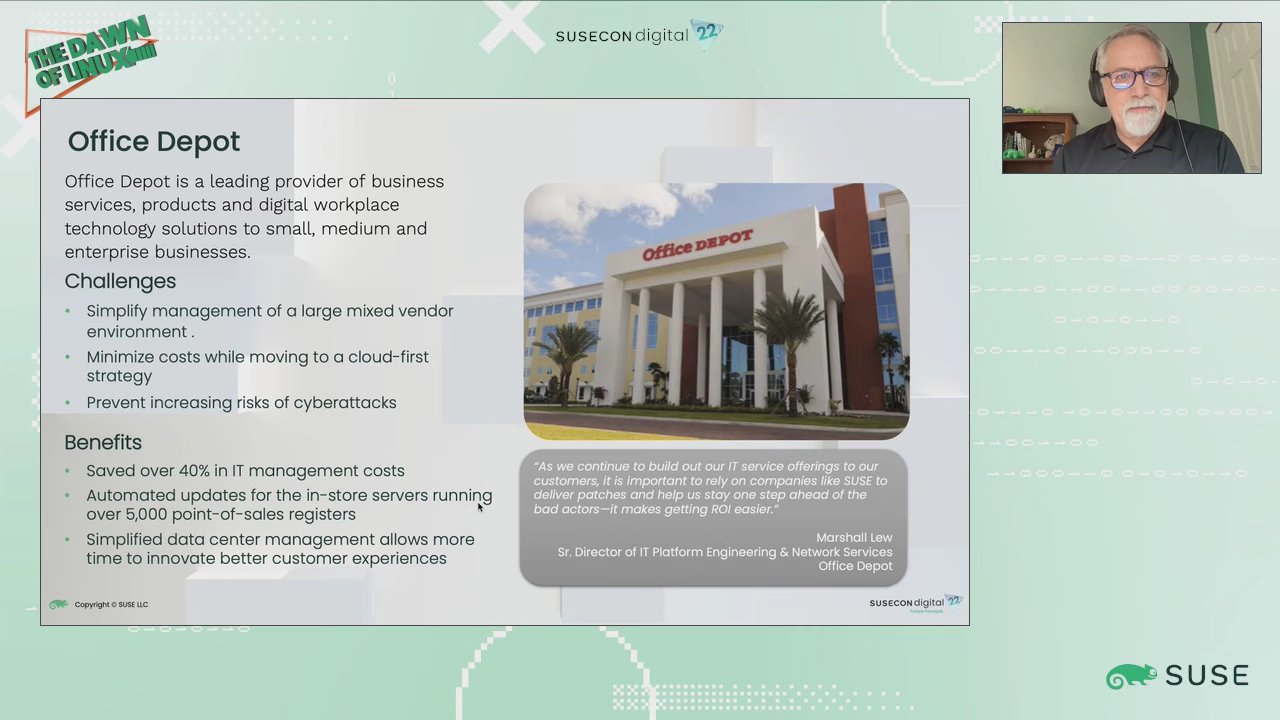 THE DAWN
OF LINUX
SUSECON digital 22
Office Depot
Office Depot is a leading provider of business
services, products and digital workplace
technology solutions to small, medium and
enterprise businesses.
Challenges
• Simplify management of a large mixed vendor
environment .
• Minimize costs while moving to a cloud-first
strategy
• Prevent increasing risks of cyberattacks
Benefits
• Saved over 40% in IT management costs
• Automated updates for the in-store servers running
over 5,000 point-of-sales registers
• Simplified data center management allows more
time to innovate better customer experiences
Office DEPOT
“As we continue to build out our IT service offerings to our
customers, it is important to rely on companies like SUSE to
deliver patches and help us stay one step ahead of the
bad actors—it makes getting ROI easier.”
Marshall Lew
Sr. Director of IT Platform Engineering & Network Services
Office Depot
Copyright © SUSE LLC
SUSECON digital 22
Future Forward.
SUSE